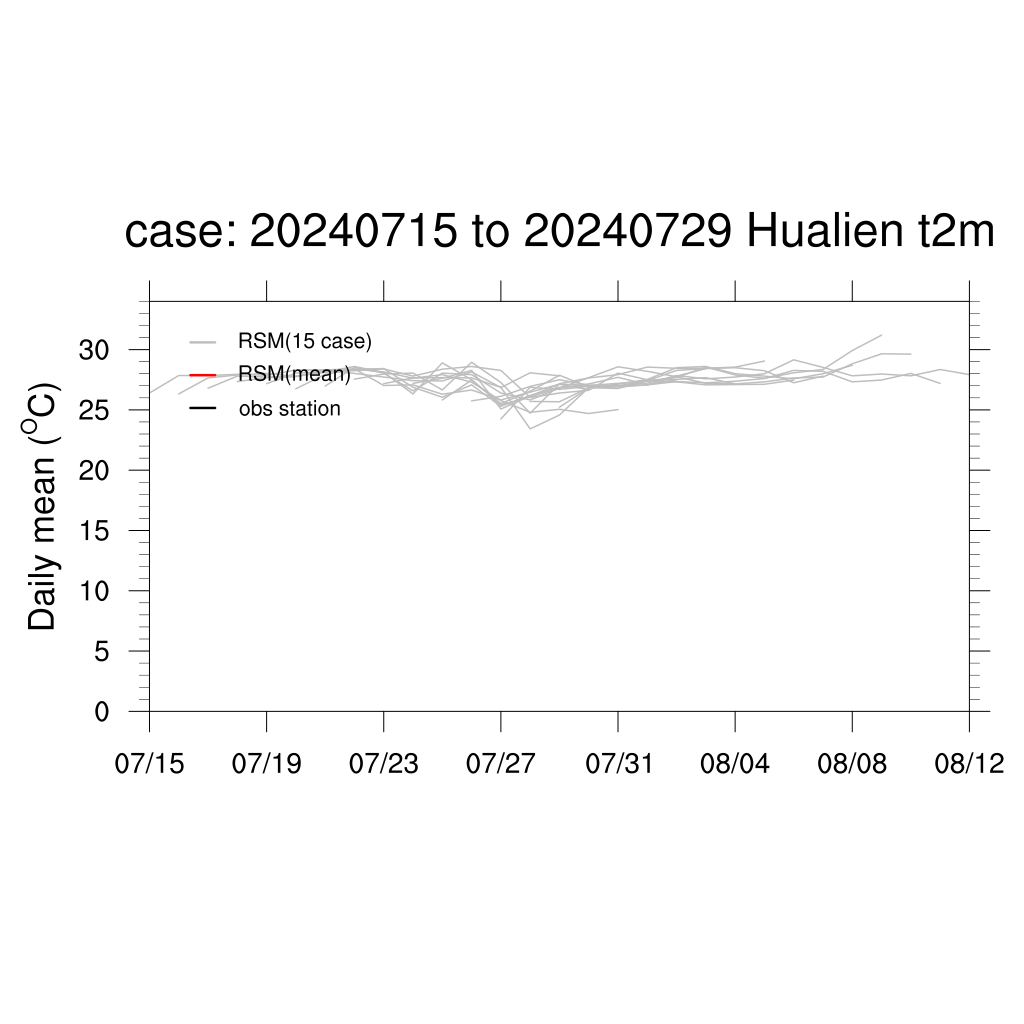 case: 20240715 to 20240729 Hualien t2m
RSM(15 case)
RSM(mean)
obs station
Daily mean (°C)
30
25
20
15
10
5
0
07/15 07/19 07/23 07/27 07/31 08/04 08/08 08/12